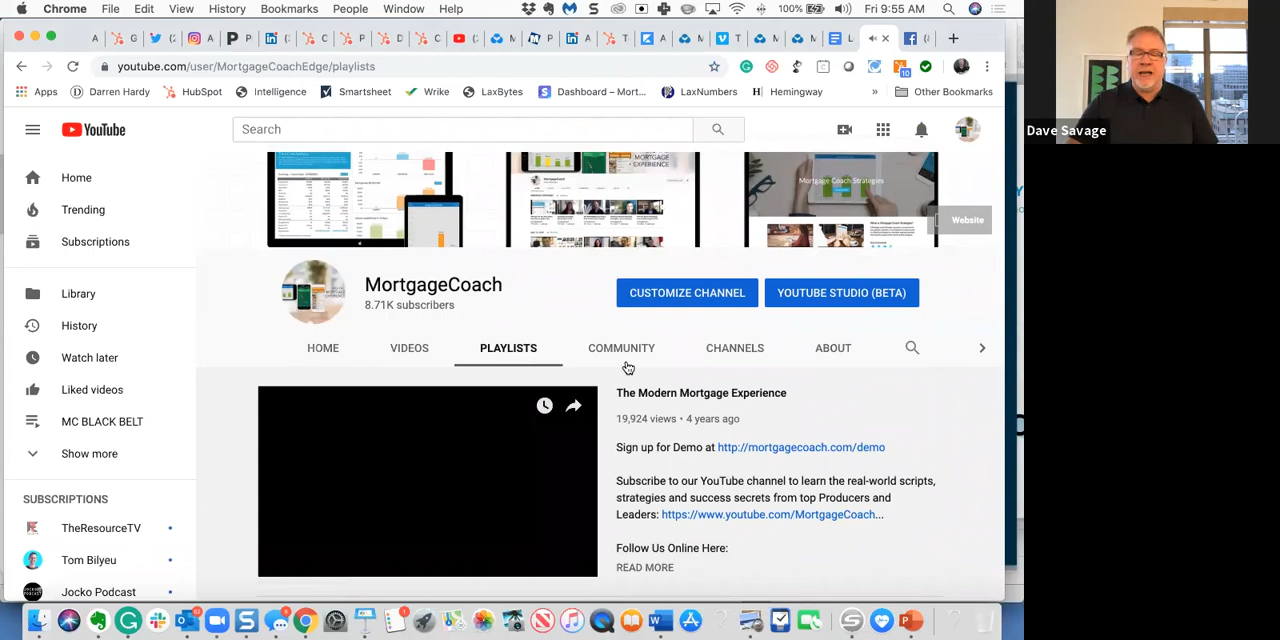 Chrome File Edit View History Bookmarks People Window Help 100% Fri 9:55 AM
youtube.com/user/MortgageCoachEdge/playlists
10
Apps Darren Hardy HubSpot Intelligence Smartsheet Wrike LaxBytes Dashboard – Mort... LaxNumbers Hemingway » Other Bookmarks
YouTube
Search
Home
Trending
Subscriptions
Library
History
Watch later
Liked videos
MC BLACK BELT
Show more
SUBSCRIPTIONS
TheResourceTV
Tom Bilyeu
Jocko Podcast
MORTGAGE
EXPERIENCE
Mortgage Coach Strategies
Website
MortgageCoach
8.71K subscribers
CUSTOMIZE CHANNEL
YOUTUBE STUDIO (BETA)
HOME VIDEOS PLAYLISTS COMMUNITY CHANNELS ABOUT
The Modern Mortgage Experience
19,924 views • 4 years ago
Sign up for Demo at http://mortgagecoach.com/demo
Subscribe to our YouTube channel to learn the real-world scripts,
strategies and success secrets from top Producers and
Leaders: https://www.youtube.com/MortgageCoach...
Follow Us Online Here:
READ MORE
Dave Savage